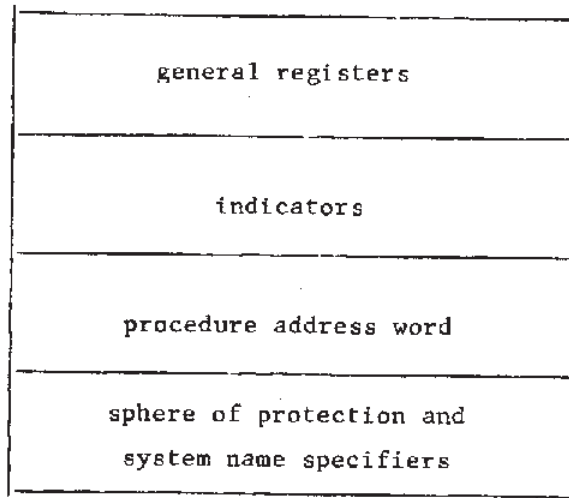 general registers
indicators
procedure address word
sphere of protection and
system name specifiers